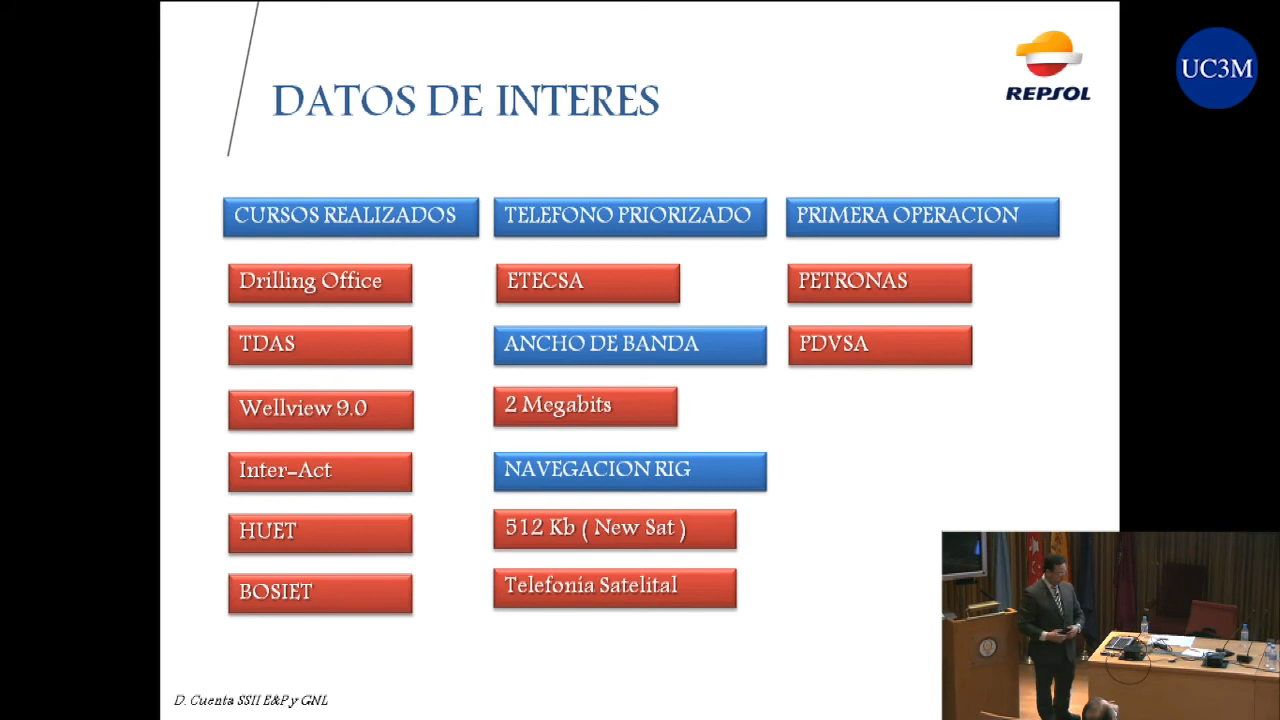 DATOS DE INTERES
REPSOL
UC3M
CURSOS REALIZADOS
Drilling Office
TDAS
Wellview 9.0
Inter-Act
HUET
BOSIET
TELEFONO PRIORIZADO
ETECSA
ANCHO DE BANDA
2 Megabits
NAVEGACION RIG
512 Kb ( New Sat )
Telefonía Satelital
PRIMERA OPERACION
PETRONAS
PDVSA
D. Cuenta SSII E&P y GNL